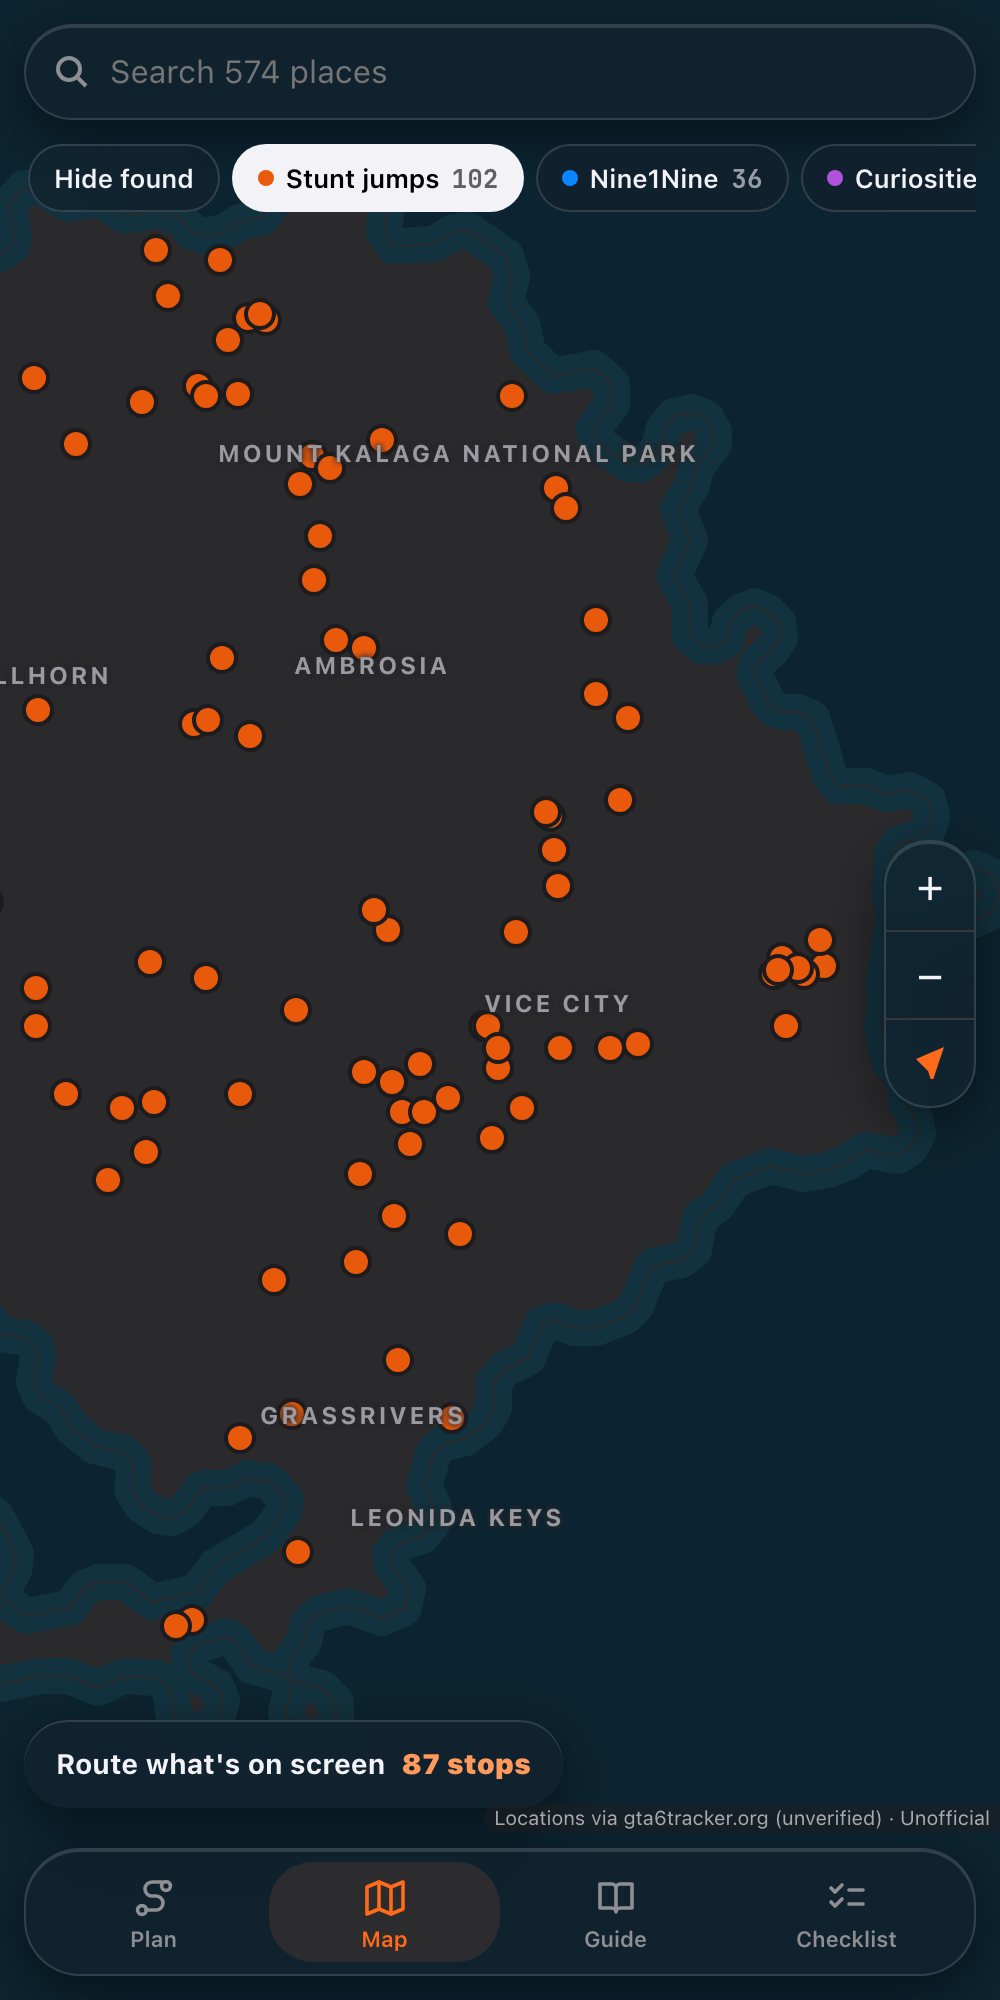 Search 574 places
Hide found
Stunt jumps 102
Nine1Nine 36
Curiositie
MOUNT KALAGA NATIONAL PARK
LLHORN
AMBROSIA
VICE CITY
GRASSRIVERS
LEONIDA KEYS
Route what's on screen 87 stops
Locations via gta6tracker.org (unverified) · Unofficial
Plan
Map
Guide
Checklist